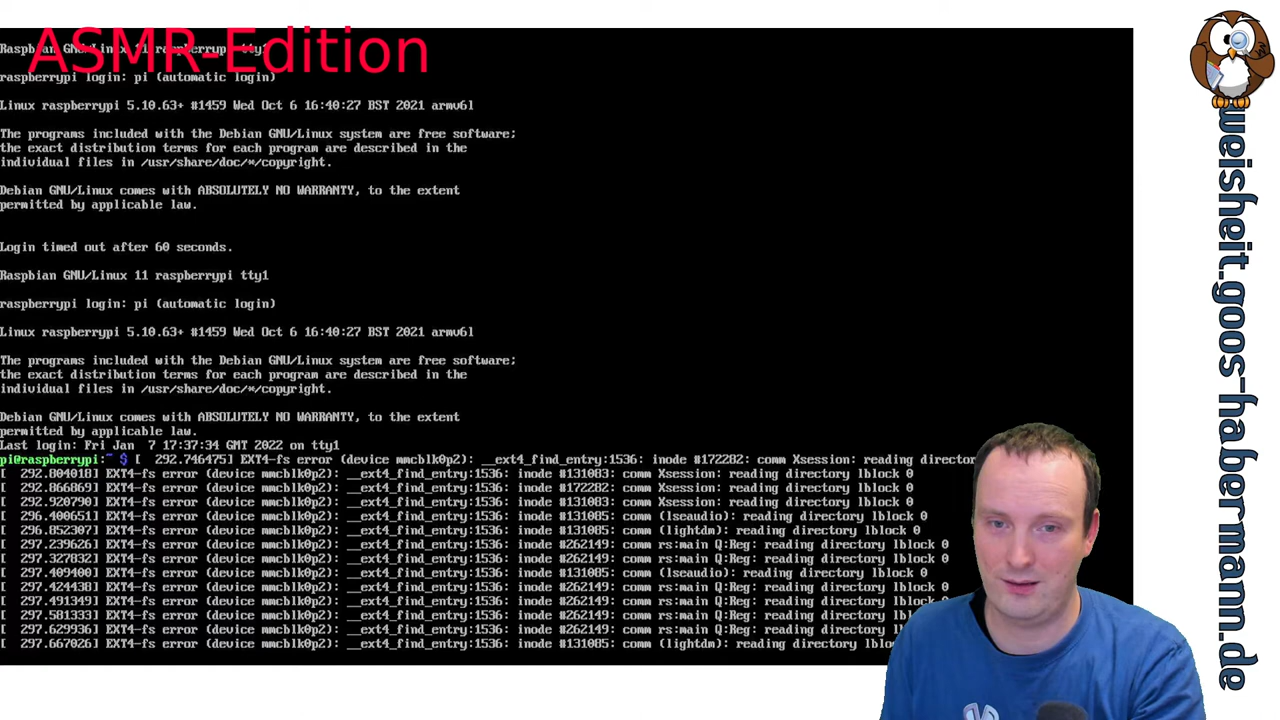 ASMR-Edition
Raspbian GNU/Linux 11 raspberrypi tty1
raspberrypi login: pi (automatic login)
Linux raspberrypi 5.10.63+ #1459 Wed Oct 6 16:40:27 BST 2021 armv6l
The programs included with the Debian GNU/Linux system are free software;
the exact distribution terms for each program are described in the
individual files in /usr/share/doc/*/copyright.
Debian GNU/Linux comes with ABSOLUTELY NO WARRANTY, to the extent
permitted by applicable law.
Login timed out after 60 seconds.
Raspbian GNU/Linux 11 raspberrypi tty1
raspberrypi login: pi (automatic login)
Linux raspberrypi 5.10.63+ #1459 Wed Oct 6 16:40:27 BST 2021 armv6l
The programs included with the Debian GNU/Linux system are free software;
the exact distribution terms for each program are described in the
individual files in /usr/share/doc/*/copyright.
Debian GNU/Linux comes with ABSOLUTELY NO WARRANTY, to the extent
permitted by applicable law.
Last login: Fri Jan  7 17:37:34 GMT 2022 on tty1
pi@raspberrypi:~ $ [  292.746475] EXT4-fs error (device mmcblk0p2): __ext4_find_entry:1536: inode #172282: comm Xsession: reading director
[  292.804018] EXT4-fs error (device mmcblk0p2): __ext4_find_entry:1536: inode #131083: comm Xsession: reading directory lblock 0
[  292.866869] EXT4-fs error (device mmcblk0p2): __ext4_find_entry:1536: inode #172282: comm Xsession: reading directory lblock 0
[  292.920790] EXT4-fs error (device mmcblk0p2): __ext4_find_entry:1536: inode #131083: comm Xsession: reading directory lblock 0
[  296.400651] EXT4-fs error (device mmcblk0p2): __ext4_find_entry:1536: inode #131085: comm (lseaudio): reading directory lblock 0
[  296.852307] EXT4-fs error (device mmcblk0p2): __ext4_find_entry:1536: inode #131085: comm (lightdm): reading directory lblock 0
[  297.239626] EXT4-fs error (device mmcblk0p2): __ext4_find_entry:1536: inode #262149: comm rs:main Q:Reg: reading directory lblock 0
[  297.327832] EXT4-fs error (device mmcblk0p2): __ext4_find_entry:1536: inode #262149: comm rs:main Q:Reg: reading directory lblock 0
[  297.409400] EXT4-fs error (device mmcblk0p2): __ext4_find_entry:1536: inode #131085: comm (lseaudio): reading directory lblock 0
[  297.424438] EXT4-fs error (device mmcblk0p2): __ext4_find_entry:1536: inode #262149: comm rs:main Q:Reg: reading directory lblock
[  297.491349] EXT4-fs error (device mmcblk0p2): __ext4_find_entry:1536: inode #262149: comm rs:main Q:Reg: reading directory lblock
[  297.581333] EXT4-fs error (device mmcblk0p2): __ext4_find_entry:1536: inode #262149: comm rs:main Q:Reg: reading directory
[  297.629936] EXT4-fs error (device mmcblk0p2): __ext4_find_entry:1536: inode #262149: comm rs:main Q:Reg: reading directory
[  297.667026] EXT4-fs error (device mmcblk0p2): __ext4_find_entry:1536: inode #131085: comm (lightdm): reading directory
weisheit.goos-habermann.de